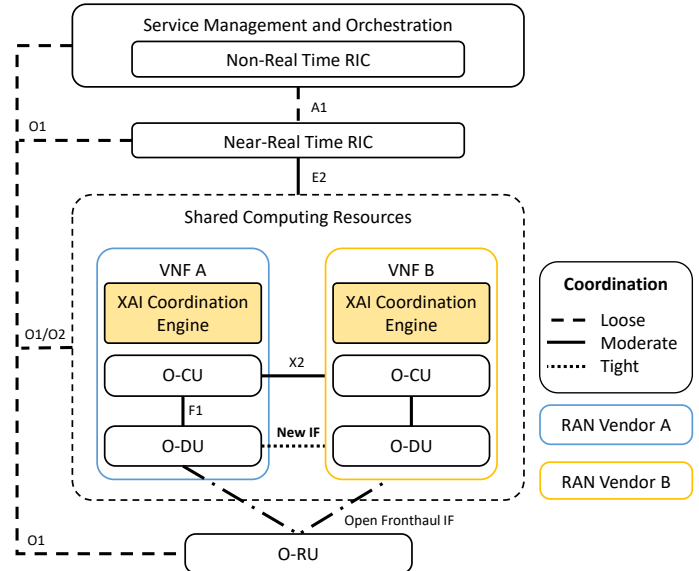 Service Management and Orchestration
Non-Real Time RIC
A1
O1
Near-Real Time RIC
E2
Shared Computing Resources
VNF A
VNF B
XAI Coordination
Engine
XAI Coordination
Engine
Coordination
Loose
Moderate
Tight
O1/O2
O-CU
X2
O-CU
F1
New IF
O-DU
O-DU
RAN Vendor A
RAN Vendor B
Open Fronthaul IF
O1
O-RU